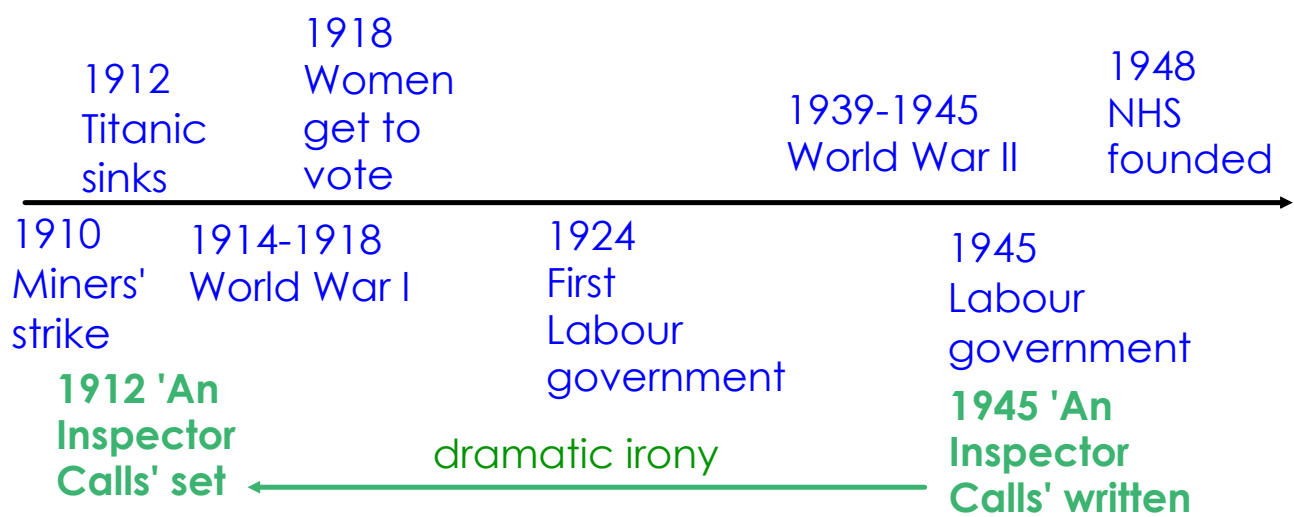 1912
Titanic
sinks
1918
Women
get to
vote
1939-1945
World War II
1948
NHS
founded
1910
Miners'
strike
1914-1918
World War I
1924
First
Labour
government
1945
Labour
government
1912 'An
Inspector
Calls' set
dramatic irony
1945 'An
Inspector
Calls' written